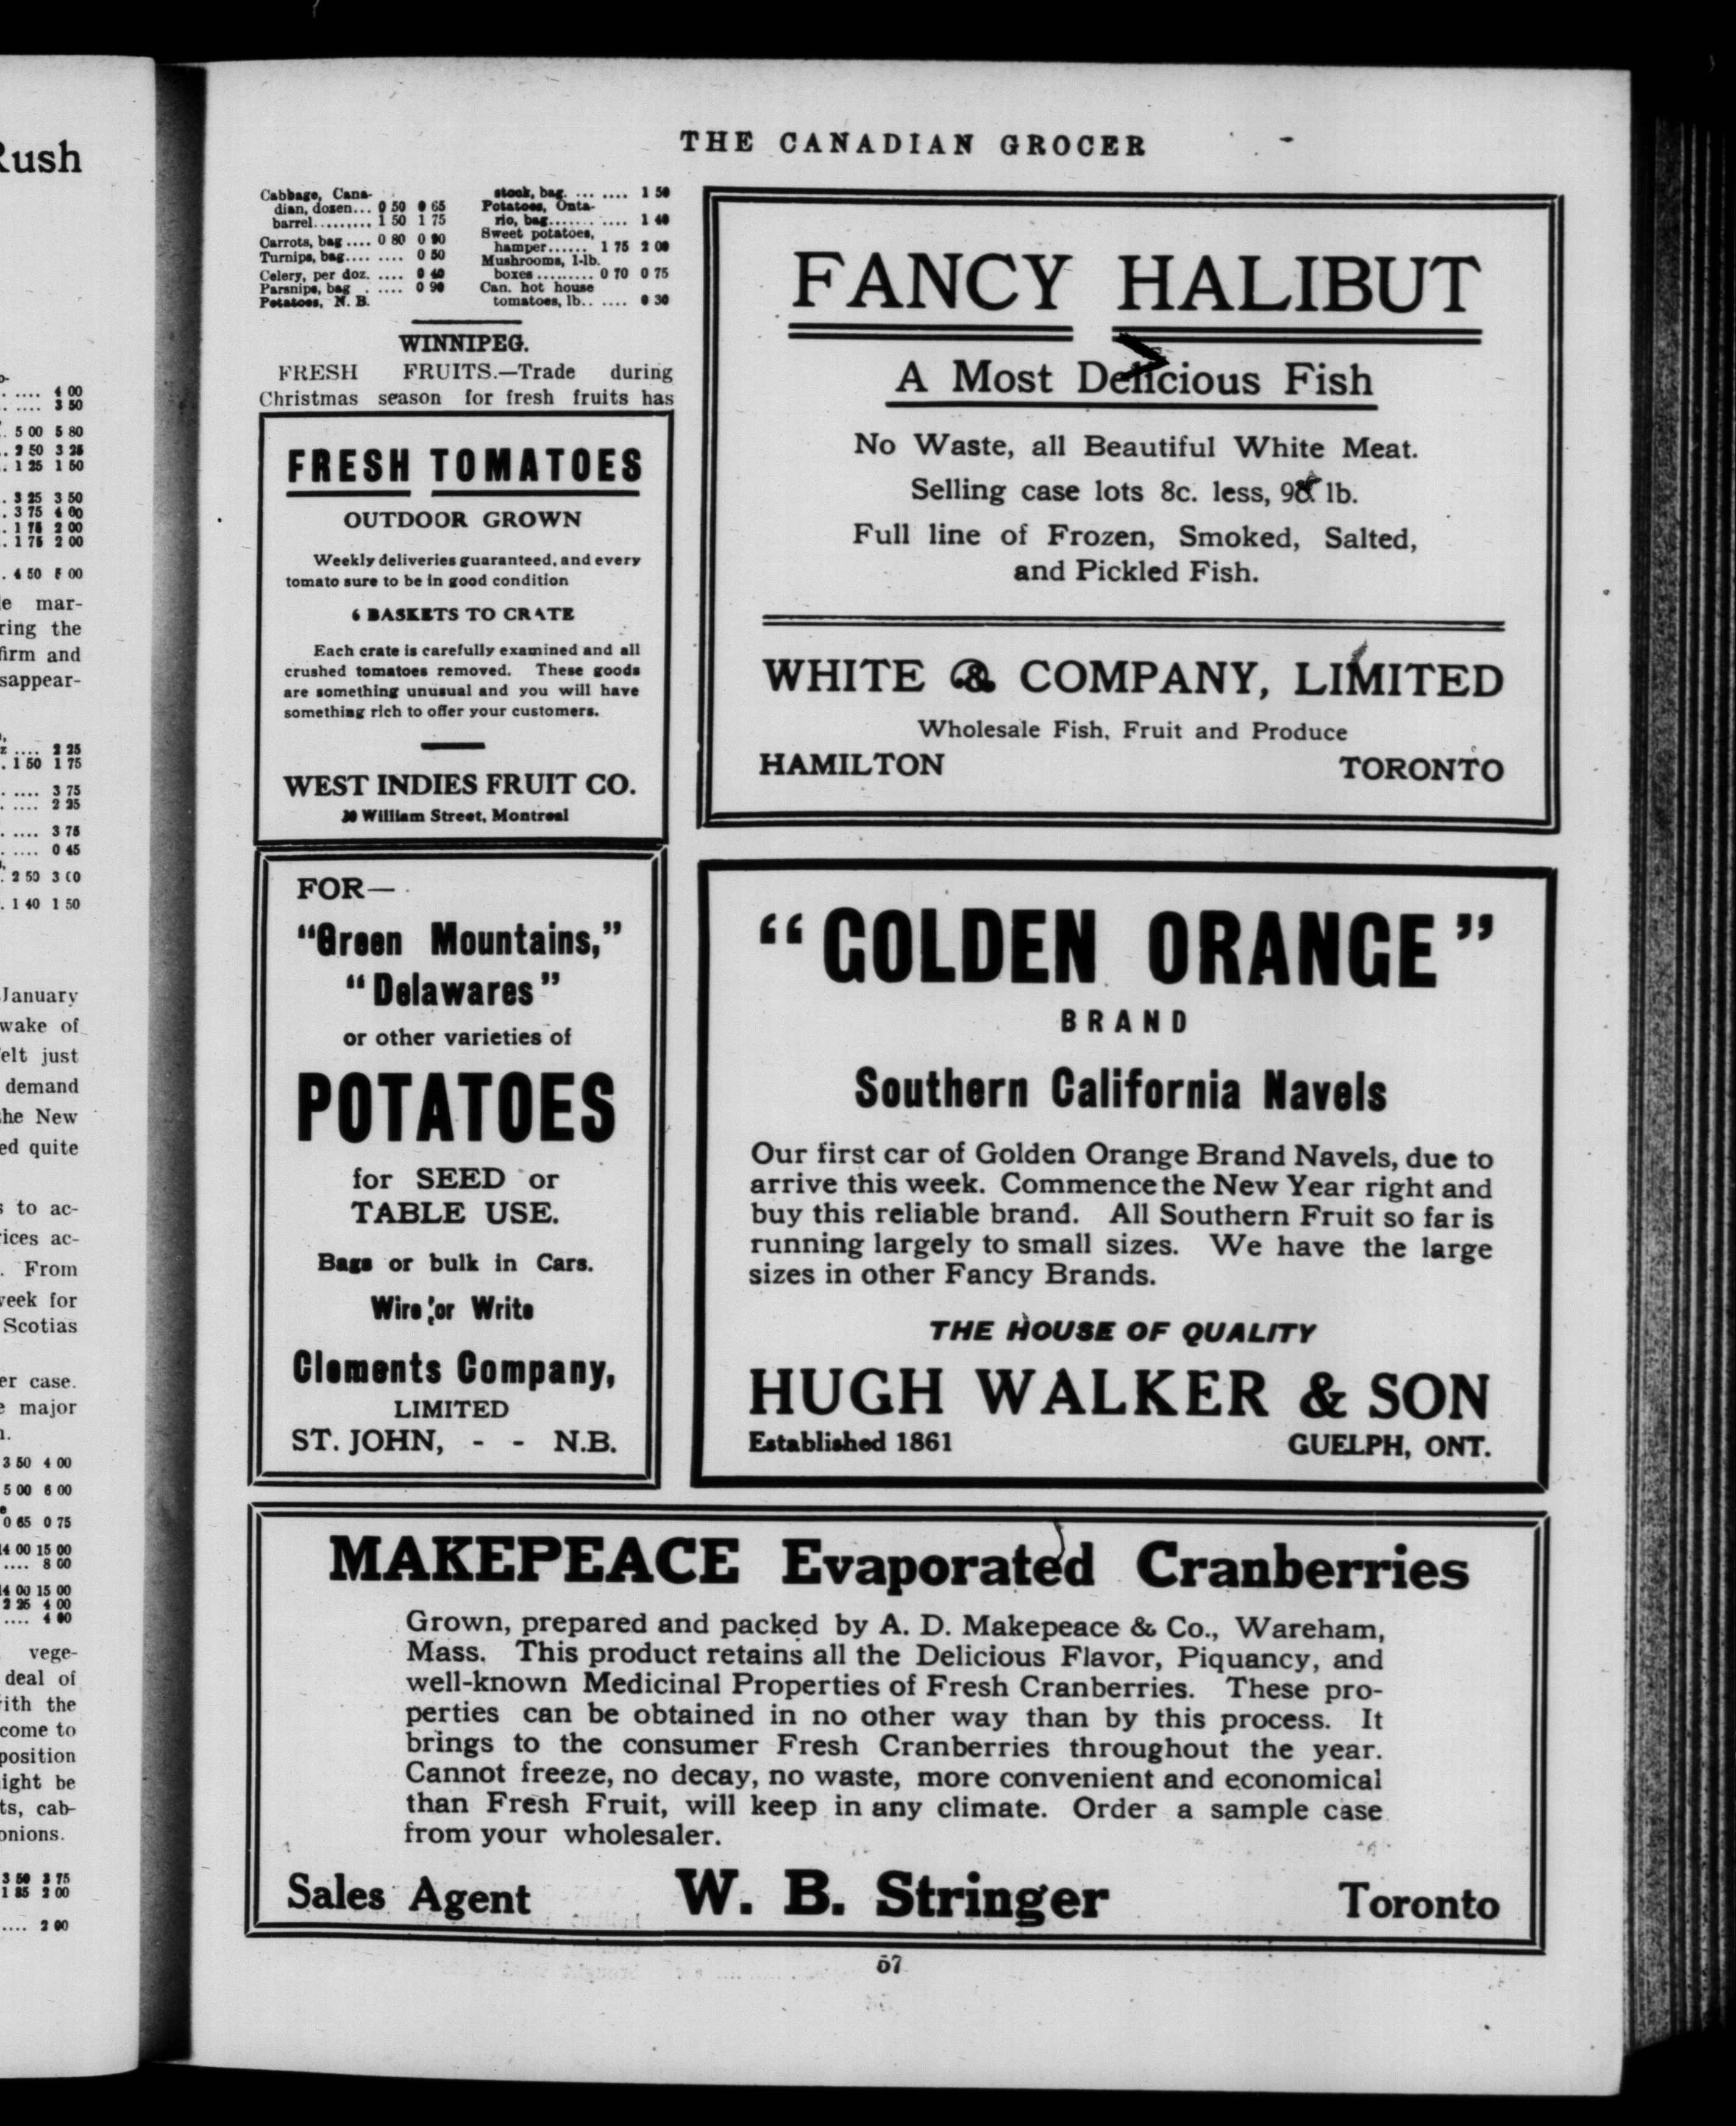 Rush
THE CANADIAN GROCER
Cabbage, Cana-
dian, dozen... 0 50 0 65
barrel......... 1 50 1 75
Carrots, bag .... 0 80 0 90
Turnips, bag.... .... 0 50
Celery, per doz. .... 0 40
Parsnips, bag . .... 0 90
Potatoes, N. B.
stock, bag. ... .... 1 50
Potatoes, Onta-
rio, bag....... .... 1 40
Sweet potatoes,
hamper...... 1 75 2 00
Mushrooms, 1-lb.
boxes ......... 0 70 0 75
Can. hot house
tomatoes, lb.. .... 0 30
WINNIPEG.
FRESH FRUITS.—Trade during
Christmas season for fresh fruits has
FRESH TOMATOES
OUTDOOR GROWN
Weekly deliveries guaranteed, and every
tomato sure to be in good condition
6 BASKETS TO CRATE
Each crate is carefully examined and all
crushed tomatoes removed. These goods
are something unusual and you will have
something rich to offer your customers.
WEST INDIES FRUIT CO.
William Street, Montreal
FOR—
"Green Mountains,"
"Delawares"
or other varieties of
POTATOES
for SEED or
TABLE USE.
Bags or bulk in Cars.
Wire or Write
Clements Company,
LIMITED
ST. JOHN, - - N.B.
FANCY HALIBUT
A Most Delicious Fish
No Waste, all Beautiful White Meat.
Selling case lots 8c. less, lb.
Full line of Frozen, Smoked, Salted,
and Pickled Fish.
WHITE & COMPANY, LIMITED
Wholesale Fish, Fruit and Produce
HAMILTON TORONTO
"GOLDEN ORANGE"
BRAND
Southern California Navels
Our first car of Golden Orange Brand Navels, due to
arrive this week. Commence the New Year right and
buy this reliable brand. All Southern Fruit so far is
running largely to small sizes. We have the large
sizes in other Fancy Brands.
THE HOUSE OF QUALITY
HUGH WALKER & SON
Established 1861 GUELPH, ONT.
MAKEPEACE Evaporated Cranberries
Grown, prepared and packed by A. D. Makepeace & Co., Wareham,
Mass. This product retains all the Delicious Flavor, Piquancy, and
well-known Medicinal Properties of Fresh Cranberries. These pro-
perties can be obtained in no other way than by this process. It
brings to the consumer Fresh Cranberries throughout the year.
Cannot freeze, no decay, no waste, more convenient and economical
than Fresh Fruit, will keep in any climate. Order a sample case
from your wholesaler.
Sales Agent W. B. Stringer Toronto
57